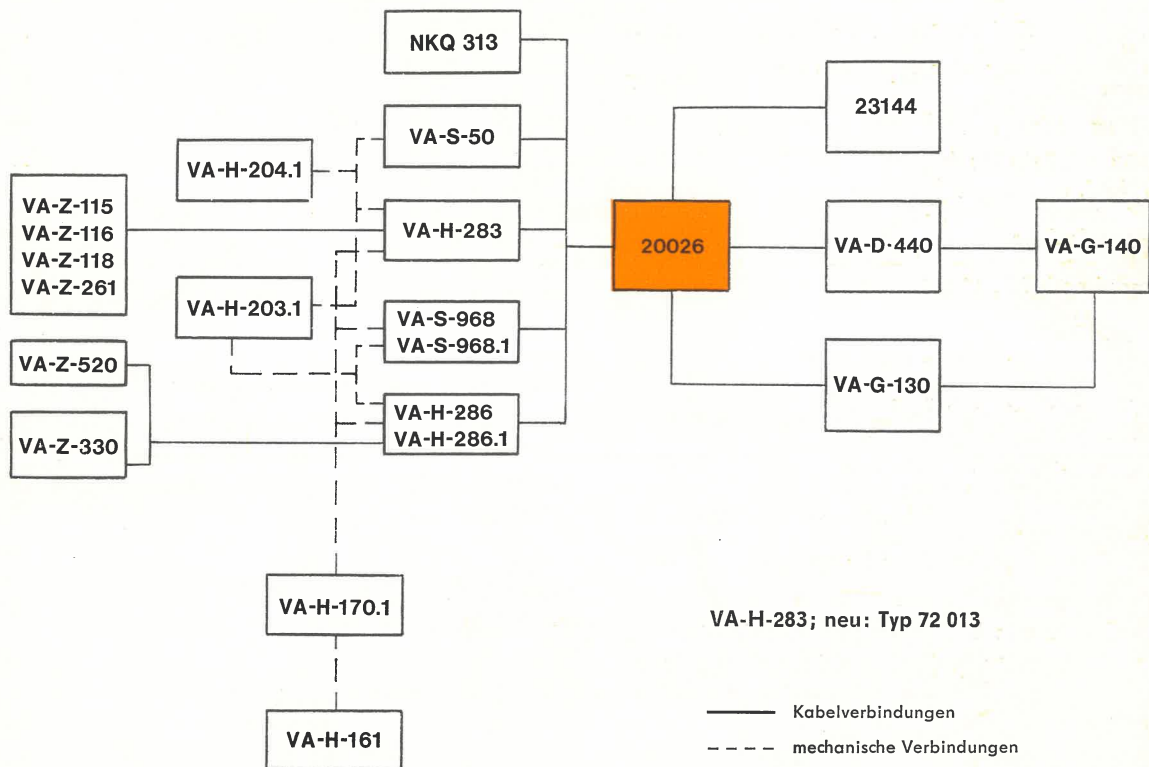 NKQ 313
VA-S-50
VA-H-204.1
VA-Z-115
VA-Z-116
VA-Z-118
VA-Z-261
VA-H-283
VA-H-203.1
VA-S-968
VA-S-968.1
VA-Z-520
VA-Z-330
VA-H-286
VA-H-286.1
VA-H-170.1
VA-H-161
20026
23144
VA-D·440
VA-G-140
VA-G-130
VA-H-283; neu: Typ 72 013
Kabelverbindungen
mechanische Verbindungen